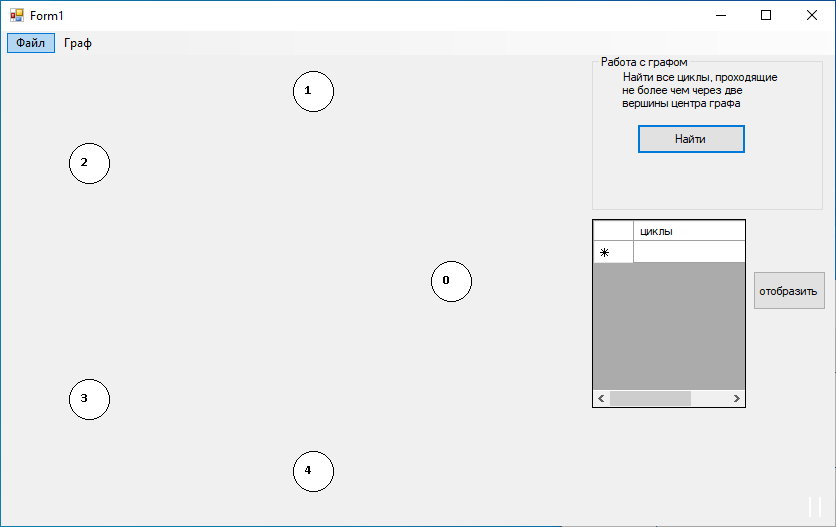 Form1
Файл Граф
Работа с графом
Найти все циклы, проходящие
не более чем через две
вершины центра графа
Найти
циклы
отобразить
1
2
0
3
4